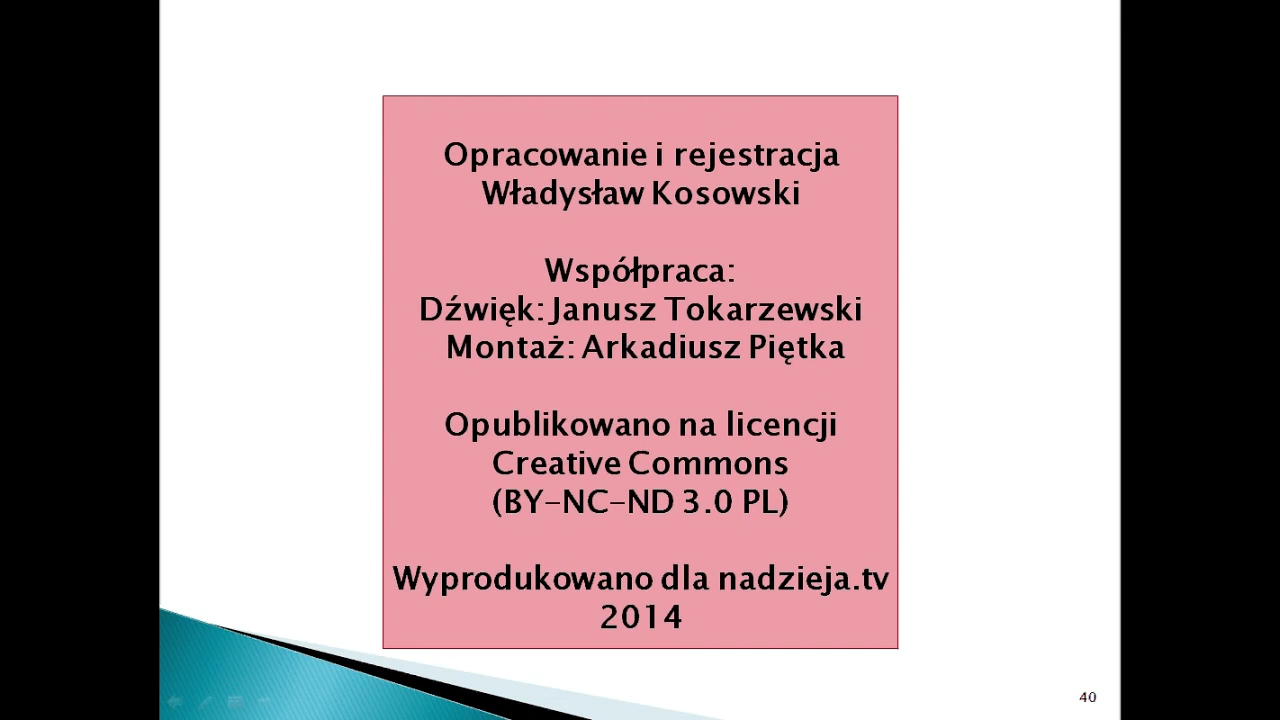 Opracowanie i rejestracja
Władysław Kosowski
Współpraca:
Dźwięk: Janusz Tokarzewski
Montaż: Arkadiusz Piętka
Opublikowano na licencji
Creative Commons
(BY-NC-ND 3.0 PL)
Wyprodukowano dla nadzieja.tv
2014
40